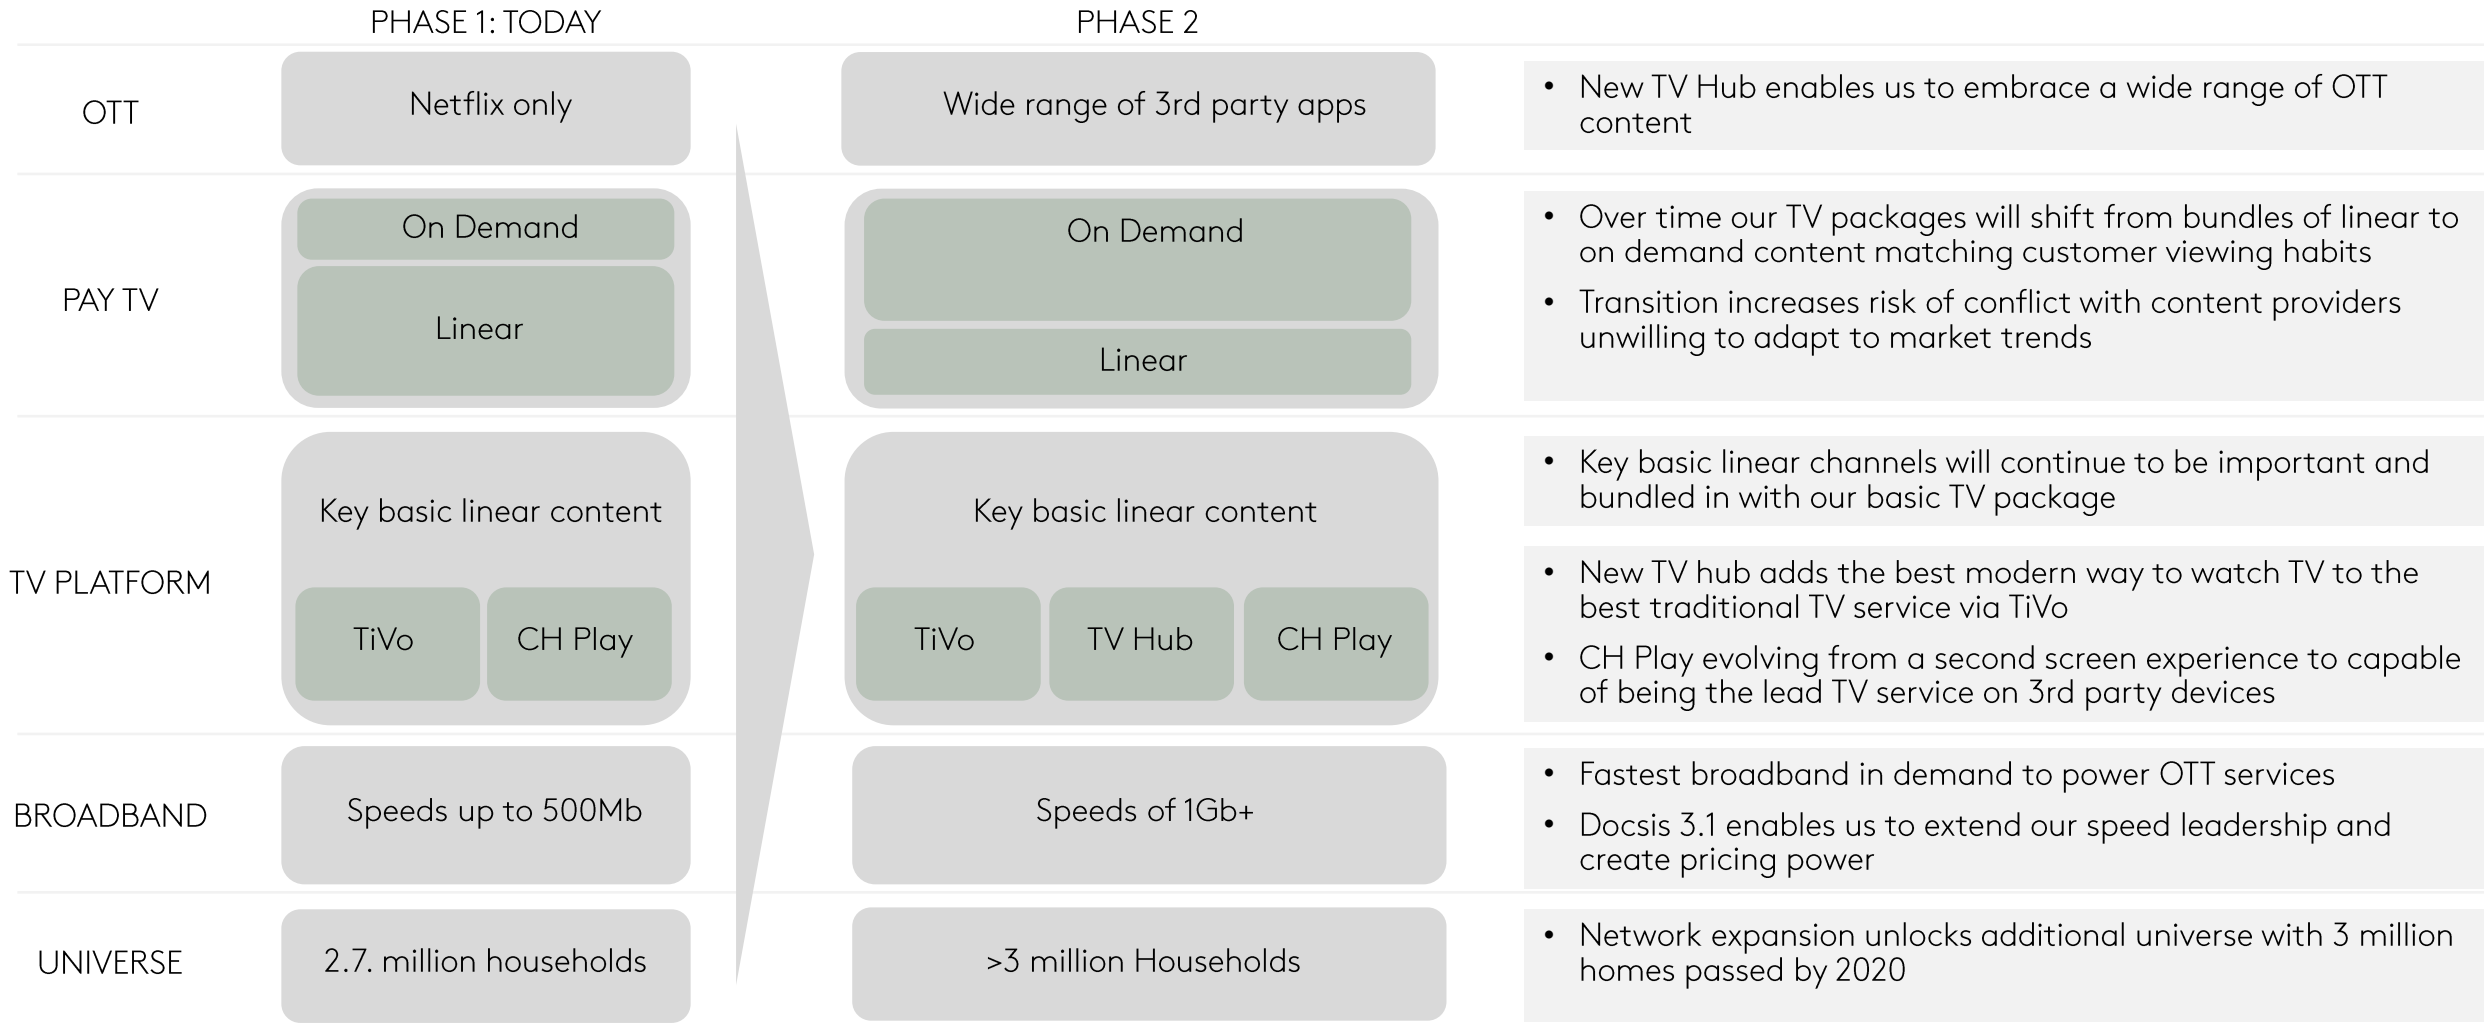 PHASE 1: TODAY
PHASE 2
OTT
Netflix only
Wide range of 3rd party apps
• New TV Hub enables us to embrace a wide range of OTT
content
PAY TV
On Demand
Linear
On Demand
Linear
• Over time our TV packages will shift from bundles of linear to
on demand content matching customer viewing habits
• Transition increases risk of conflict with content providers
unwilling to adapt to market trends
TV PLATFORM
Key basic linear content
TiVo
CH Play
Key basic linear content
TiVo
TV Hub
CH Play
• Key basic linear channels will continue to be important and
bundled in with our basic TV package
• New TV hub adds the best modern way to watch TV to the
best traditional TV service via TiVo
• CH Play evolving from a second screen experience to capable
of being the lead TV service on 3rd party devices
BROADBAND
Speeds up to 500Mb
Speeds of 1Gb+
• Fastest broadband in demand to power OTT services
• Docsis 3.1 enables us to extend our speed leadership and
create pricing power
UNIVERSE
2.7. million households
>3 million Households
• Network expansion unlocks additional universe with 3 million
homes passed by 2020